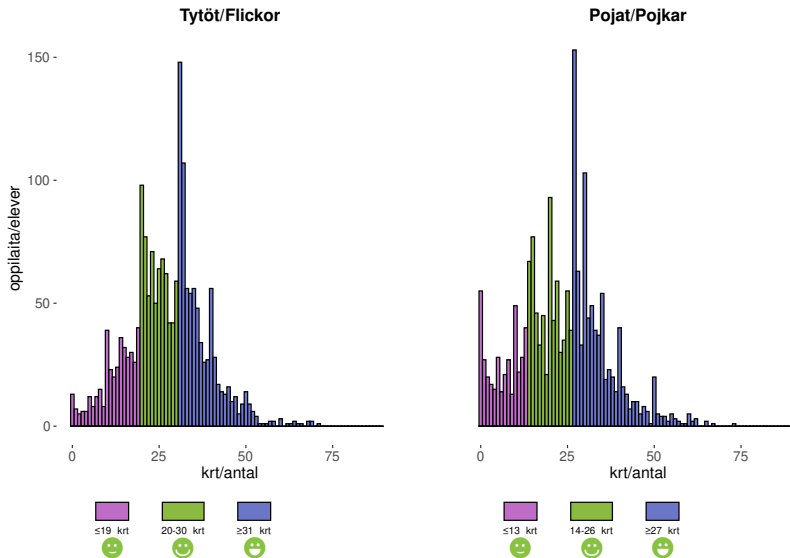 Tytöt/Flickor
Pojat/Pojkar
oppilaita/elever
150
100
50
0
0 25 50 75
krt/antal
0 25 50 75
krt/antal
≤19 krt 20-30 krt ≥31 krt
≤13 krt 14-26 krt ≥27 krt